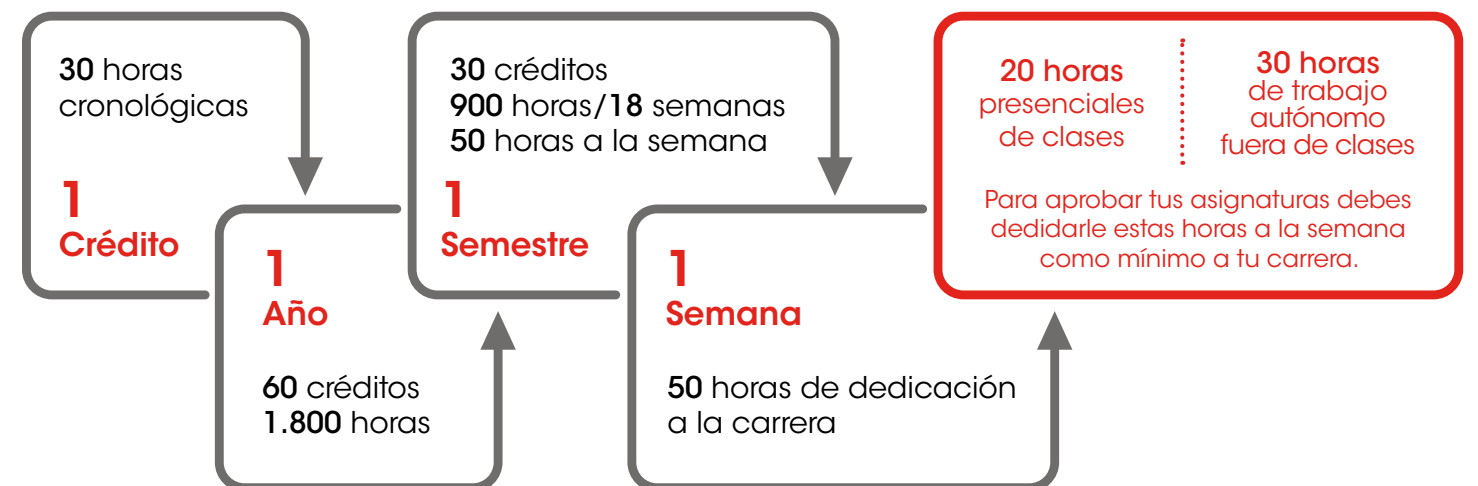 30 horas
cronológicas
1
Crédito
1
Año
60 créditos
1.800 horas
30 créditos
900 horas/18 semanas
50 horas a la semana
1
Semestre
1
Semana
50 horas de dedicación
a la carrera
20 horas
presenciales
de clases
30 horas
de trabajo
autónomo
fuera de clases
Para aprobar tus asignaturas debes
dedidarle estas horas a la semana
como mínimo a tu carrera.